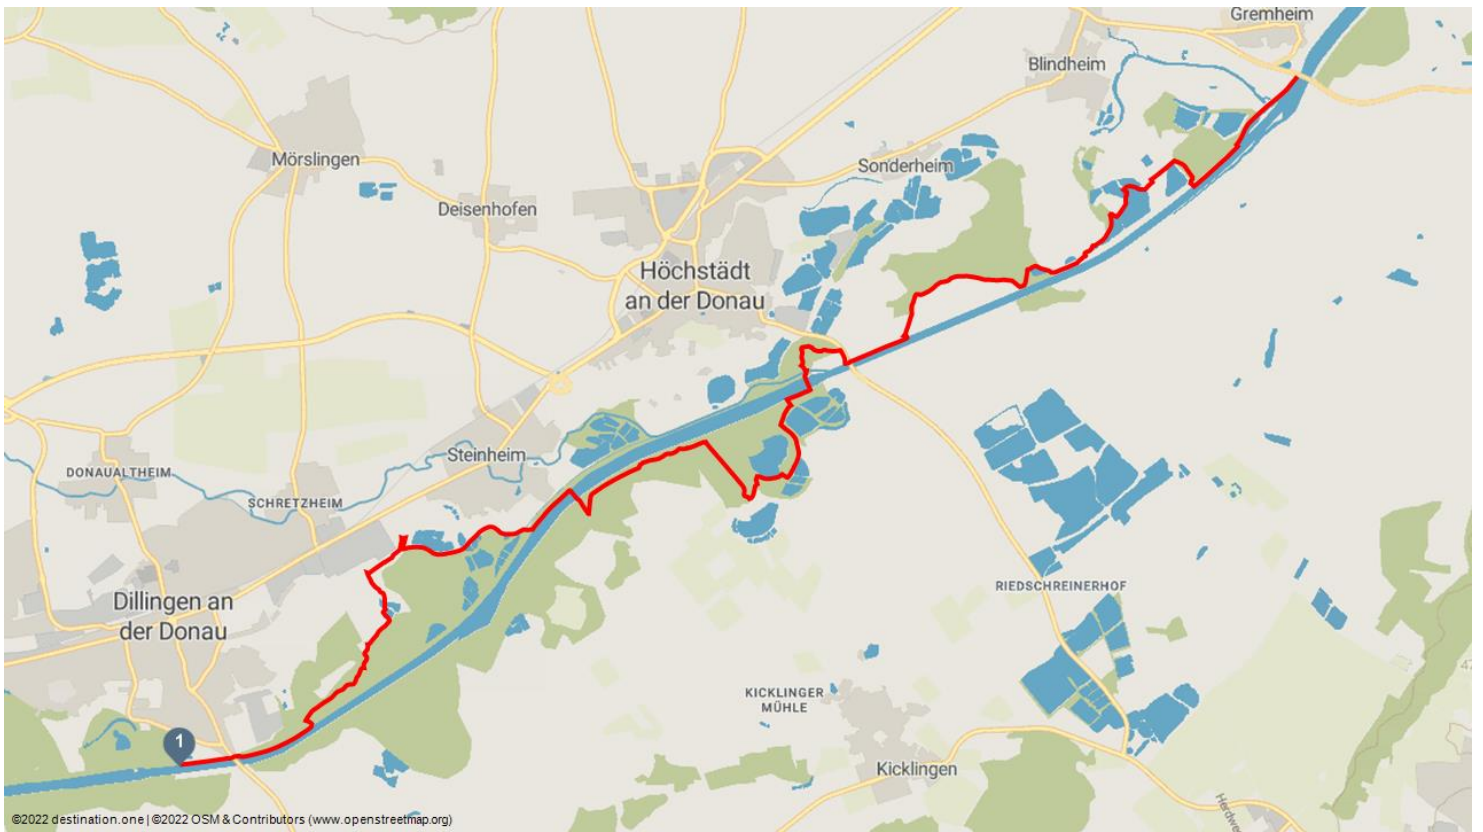 Gremheim
Blindheim
Mörslingen
Sonderheim
Deisenhofen
Höchstädt
an der Donau
Steinheim
DONAUALTHEIM
SCHRETZHEIM
RIEDSCHREINERHOF
Dillingen an
der Donau
KICKLINGER
MÜHLE
1
Kicklingen
©2022 destination.one | ©2022 OSM & Contributors (www.openstreetmap.org)